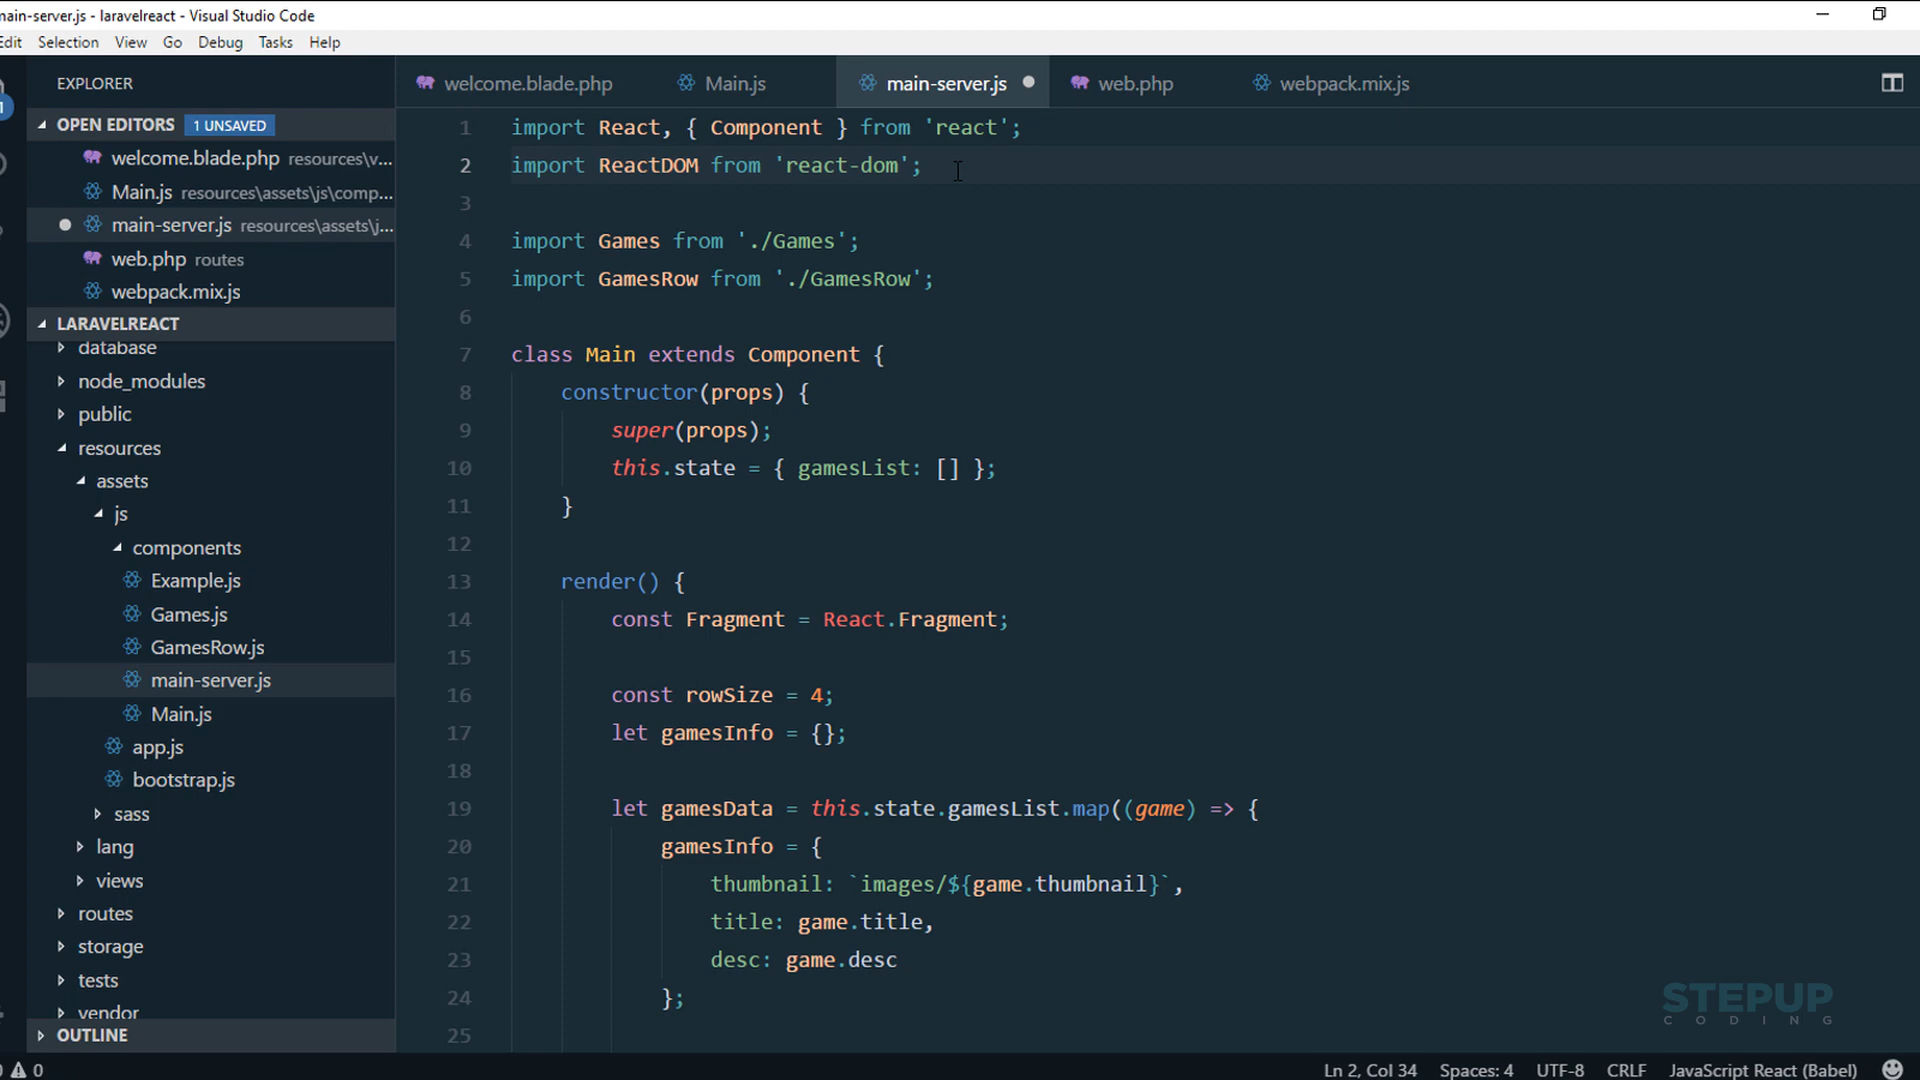 main-server.js - laravelreact - Visual Studio Code
Edit Selection View Go Debug Tasks Help
EXPLORER
OPEN EDITORS 1 UNSAVED
welcome.blade.php resources\v...
Main.js resources\assets\js\comp...
main-server.js resources\assets\j...
web.php routes
webpack.mix.js
LARAVELREACT
database
node_modules
public
resources
assets
js
components
Example.js
Games.js
GamesRow.js
main-server.js
Main.js
app.js
bootstrap.js
sass
lang
views
routes
storage
tests
vendor
OUTLINE
welcome.blade.php Main.js main-server.js web.php webpack.mix.js
1 import React, { Component } from 'react';
2 import ReactDOM from 'react-dom';
3
4 import Games from './Games';
5 import GamesRow from './GamesRow';
6
7 class Main extends Component {
8 constructor(props) {
9 super(props);
10 this.state = { gamesList: [] };
11 }
12
13 render() {
14 const Fragment = React.Fragment;
15
16 const rowSize = 4;
17 let gamesInfo = {};
18
19 let gamesData = this.state.gamesList.map((game) => {
20 gamesInfo = {
21 thumbnail: `images/${game.thumbnail}`,
22 title: game.title,
23 desc: game.desc
24 };
25
STEPUP
CODING
0 Ln 2, Col 34 Spaces: 4 UTF-8 CRLF JavaScript React (Babel)